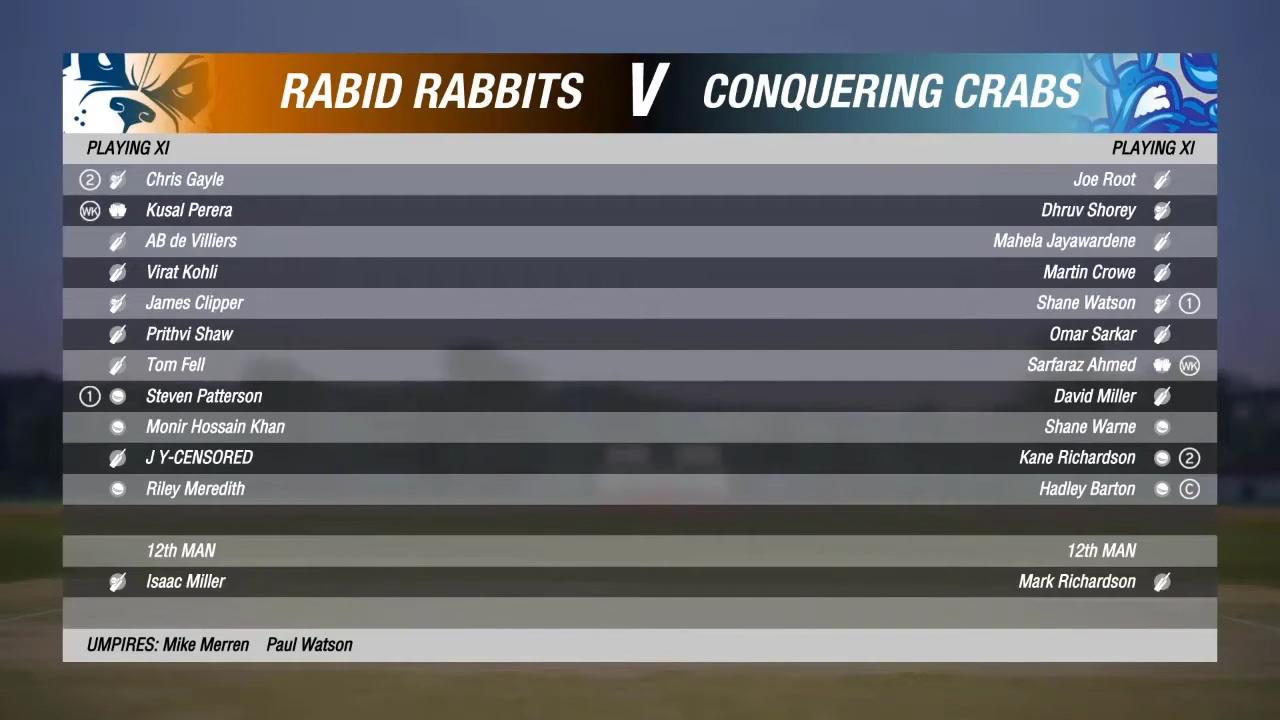 RABID RABBITS V CONQUERING CRABS
PLAYING XI PLAYING XI
2 Chris Gayle Joe Root
WK Kusal Perera Dhruv Shorey
AB de Villiers Mahela Jayawardene
Virat Kohli Martin Crowe
James Clipper Shane Watson 1
Prithvi Shaw Omar Sarkar
Tom Fell Sarfaraz Ahmed WK
1 Steven Patterson David Miller
Monir Hossain Khan Shane Warne
J Y-CENSORED Kane Richardson 2
Riley Meredith Hadley Barton C
12th MAN 12th MAN
Isaac Miller Mark Richardson
UMPIRES: Mike Merren Paul Watson